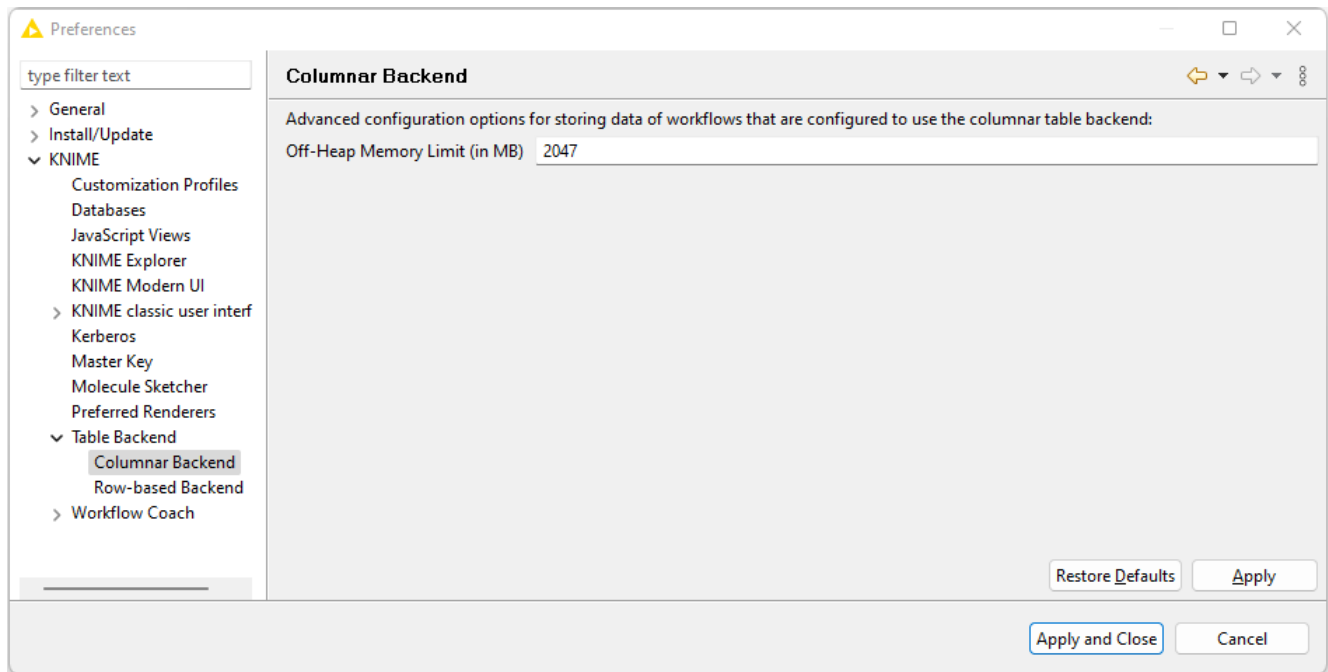 Preferences
type filter text
General
Install/Update
KNIME
Customization Profiles
Databases
JavaScript Views
KNIME Explorer
KNIME Modern UI
KNIME classic user interf
Kerberos
Master Key
Molecule Sketcher
Preferred Renderers
Table Backend
Columnar Backend
Row-based Backend
Workflow Coach
Columnar Backend
Advanced configuration options for storing data of workflows that are configured to use the columnar table backend:
Off-Heap Memory Limit (in MB) 2047
Restore Defaults Apply
Apply and Close Cancel